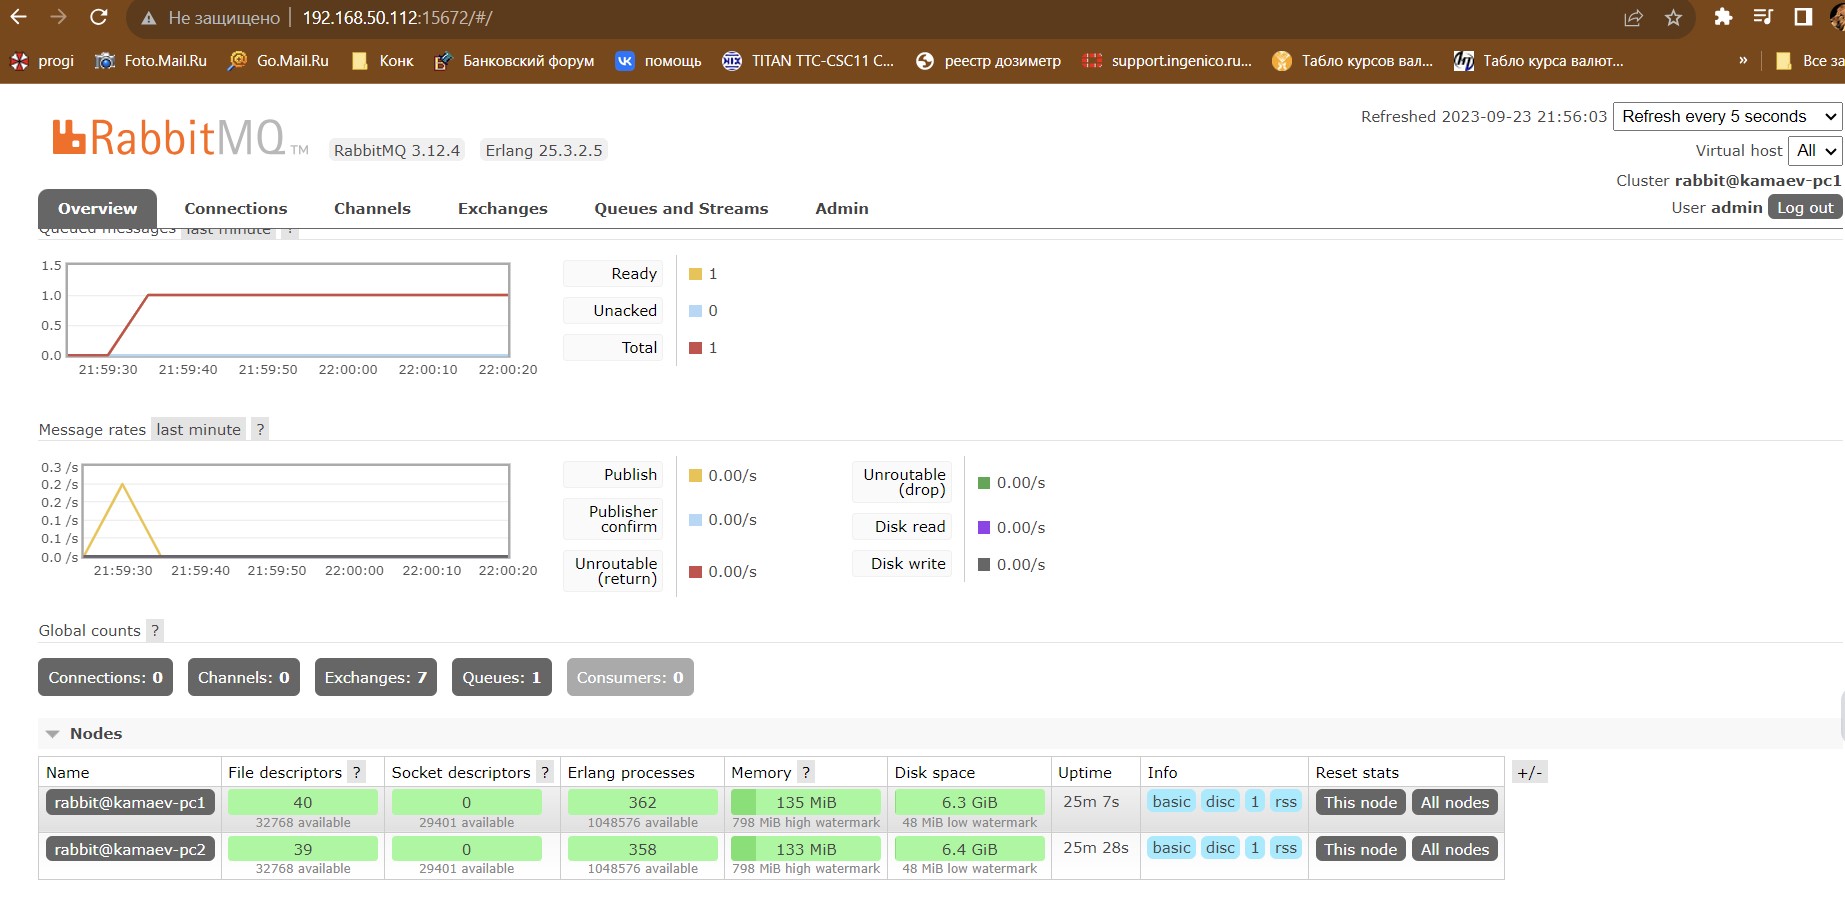 Не защищено 192.168.50.112:15672/#/
progi Foto.Mail.Ru Go.Mail.Ru Конк Банковский форум помощь TITAN TTC-CSC11 C... реестр дозиметр support.ingenico.ru... Табло курсов вал... Табло курса валют... » Все за
RabbitMQ TM RabbitMQ 3.12.4 Erlang 25.3.2.5
Refreshed 2023-09-23 21:56:03 Refresh every 5 seconds
Virtual host All
Cluster rabbit@kamaev-pc1
User admin Log out
Overview Connections Channels Exchanges Queues and Streams Admin
Queued messages last minute ?
1.5
1.0
0.5
0.0
21:59:30 21:59:40 21:59:50 22:00:00 22:00:10 22:00:20
Ready 1
Unacked 0
Total 1
Message rates last minute ?
0.3 /s
0.2 /s
0.2 /s
0.1 /s
0.1 /s
0.0 /s
21:59:30 21:59:40 21:59:50 22:00:00 22:00:10 22:00:20
Publish 0.00/s
Publisher
confirm 0.00/s
Unroutable
(return) 0.00/s
Unroutable
(drop) 0.00/s
Disk read 0.00/s
Disk write 0.00/s
Global counts ?
Connections: 0 Channels: 0 Exchanges: 7 Queues: 1 Consumers: 0
Nodes
Name File descriptors ? Socket descriptors ? Erlang processes Memory ? Disk space Uptime Info Reset stats +/-
rabbit@kamaev-pc1 40 0 362 135 MiB 6.3 GiB 25m 7s basic disc 1 rss This node All nodes
32768 available 29401 available 1048576 available 798 MiB high watermark 48 MiB low watermark
rabbit@kamaev-pc2 39 0 358 133 MiB 6.4 GiB 25m 28s basic disc 1 rss This node All nodes
32768 available 29401 available 1048576 available 798 MiB high watermark 48 MiB low watermark